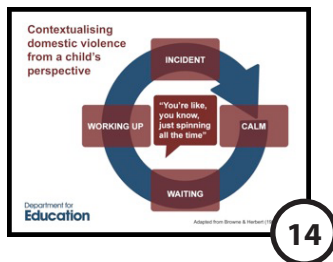 Contextualising
domestic violence
from a child's
perspective
INCIDENT
"You're like,
you know,
just spinning
all the time"
WORKING UP
CALM
WAITING
Department for
Education
Adapted from Browne & Herbert
14